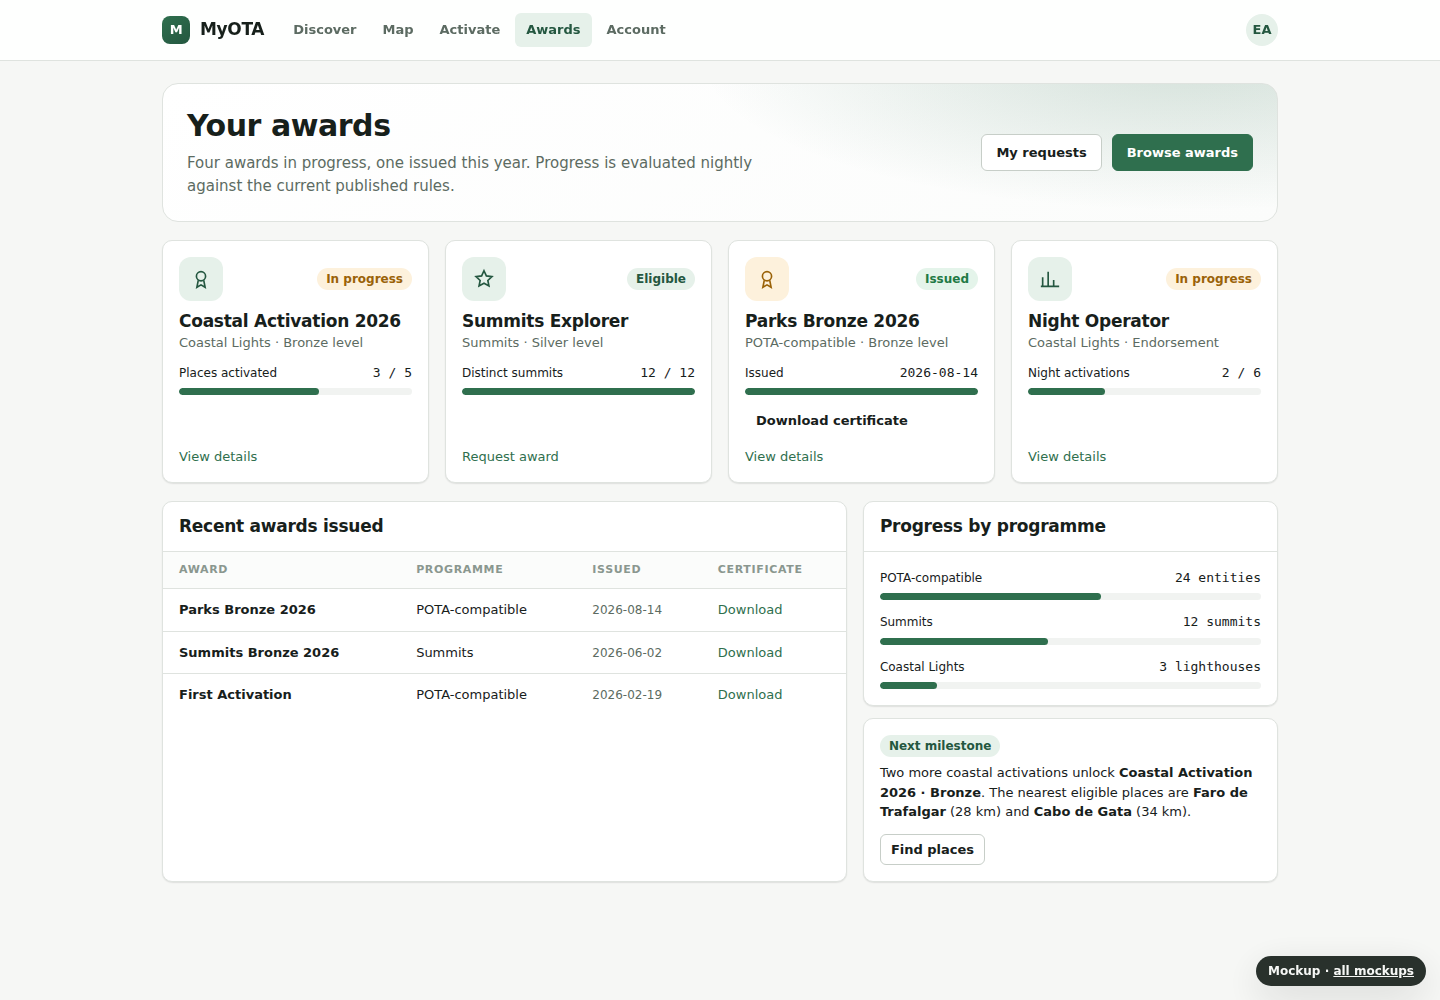 M MyOTA Discover Map Activate Awards Account EA
Your awards
Four awards in progress, one issued this year. Progress is evaluated nightly
against the current published rules.
My requests Browse awards
In progress
Coastal Activation 2026
Coastal Lights · Bronze level
Places activated 3 / 5
View details
Eligible
Summits Explorer
Summits · Silver level
Distinct summits 12 / 12
Request award
Issued
Parks Bronze 2026
POTA-compatible · Bronze level
Issued 2026-08-14
Download certificate
View details
In progress
Night Operator
Coastal Lights · Endorsement
Night activations 2 / 6
View details
Recent awards issued
AWARD PROGRAMME ISSUED CERTIFICATE
Parks Bronze 2026 POTA-compatible 2026-08-14 Download
Summits Bronze 2026 Summits 2026-06-02 Download
First Activation POTA-compatible 2026-02-19 Download
Progress by programme
POTA-compatible 24 entities
Summits 12 summits
Coastal Lights 3 lighthouses
Next milestone
Two more coastal activations unlock Coastal Activation
2026 · Bronze. The nearest eligible places are Faro de
Trafalgar (28 km) and Cabo de Gata (34 km).
Find places
Mockup · all mockups